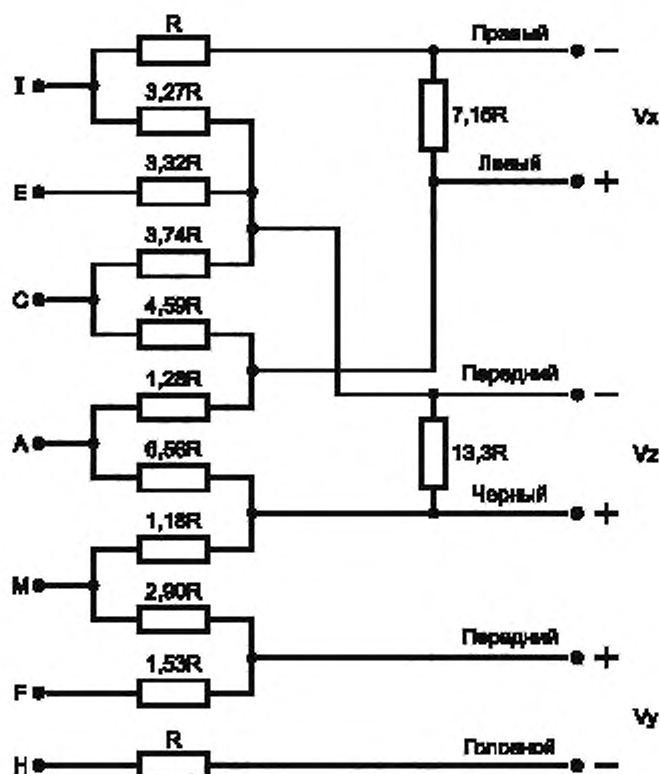 R
Правый
I
3,27R
7,15R
Vx
3,32R
Левый
E
3,74R
C
4,59R
1,28R
Передний
A
6,56R
13,3R
Vz
Черный
1,18R
M
2,90R
Передний
1,53R
F
Vy
R
Головной
H